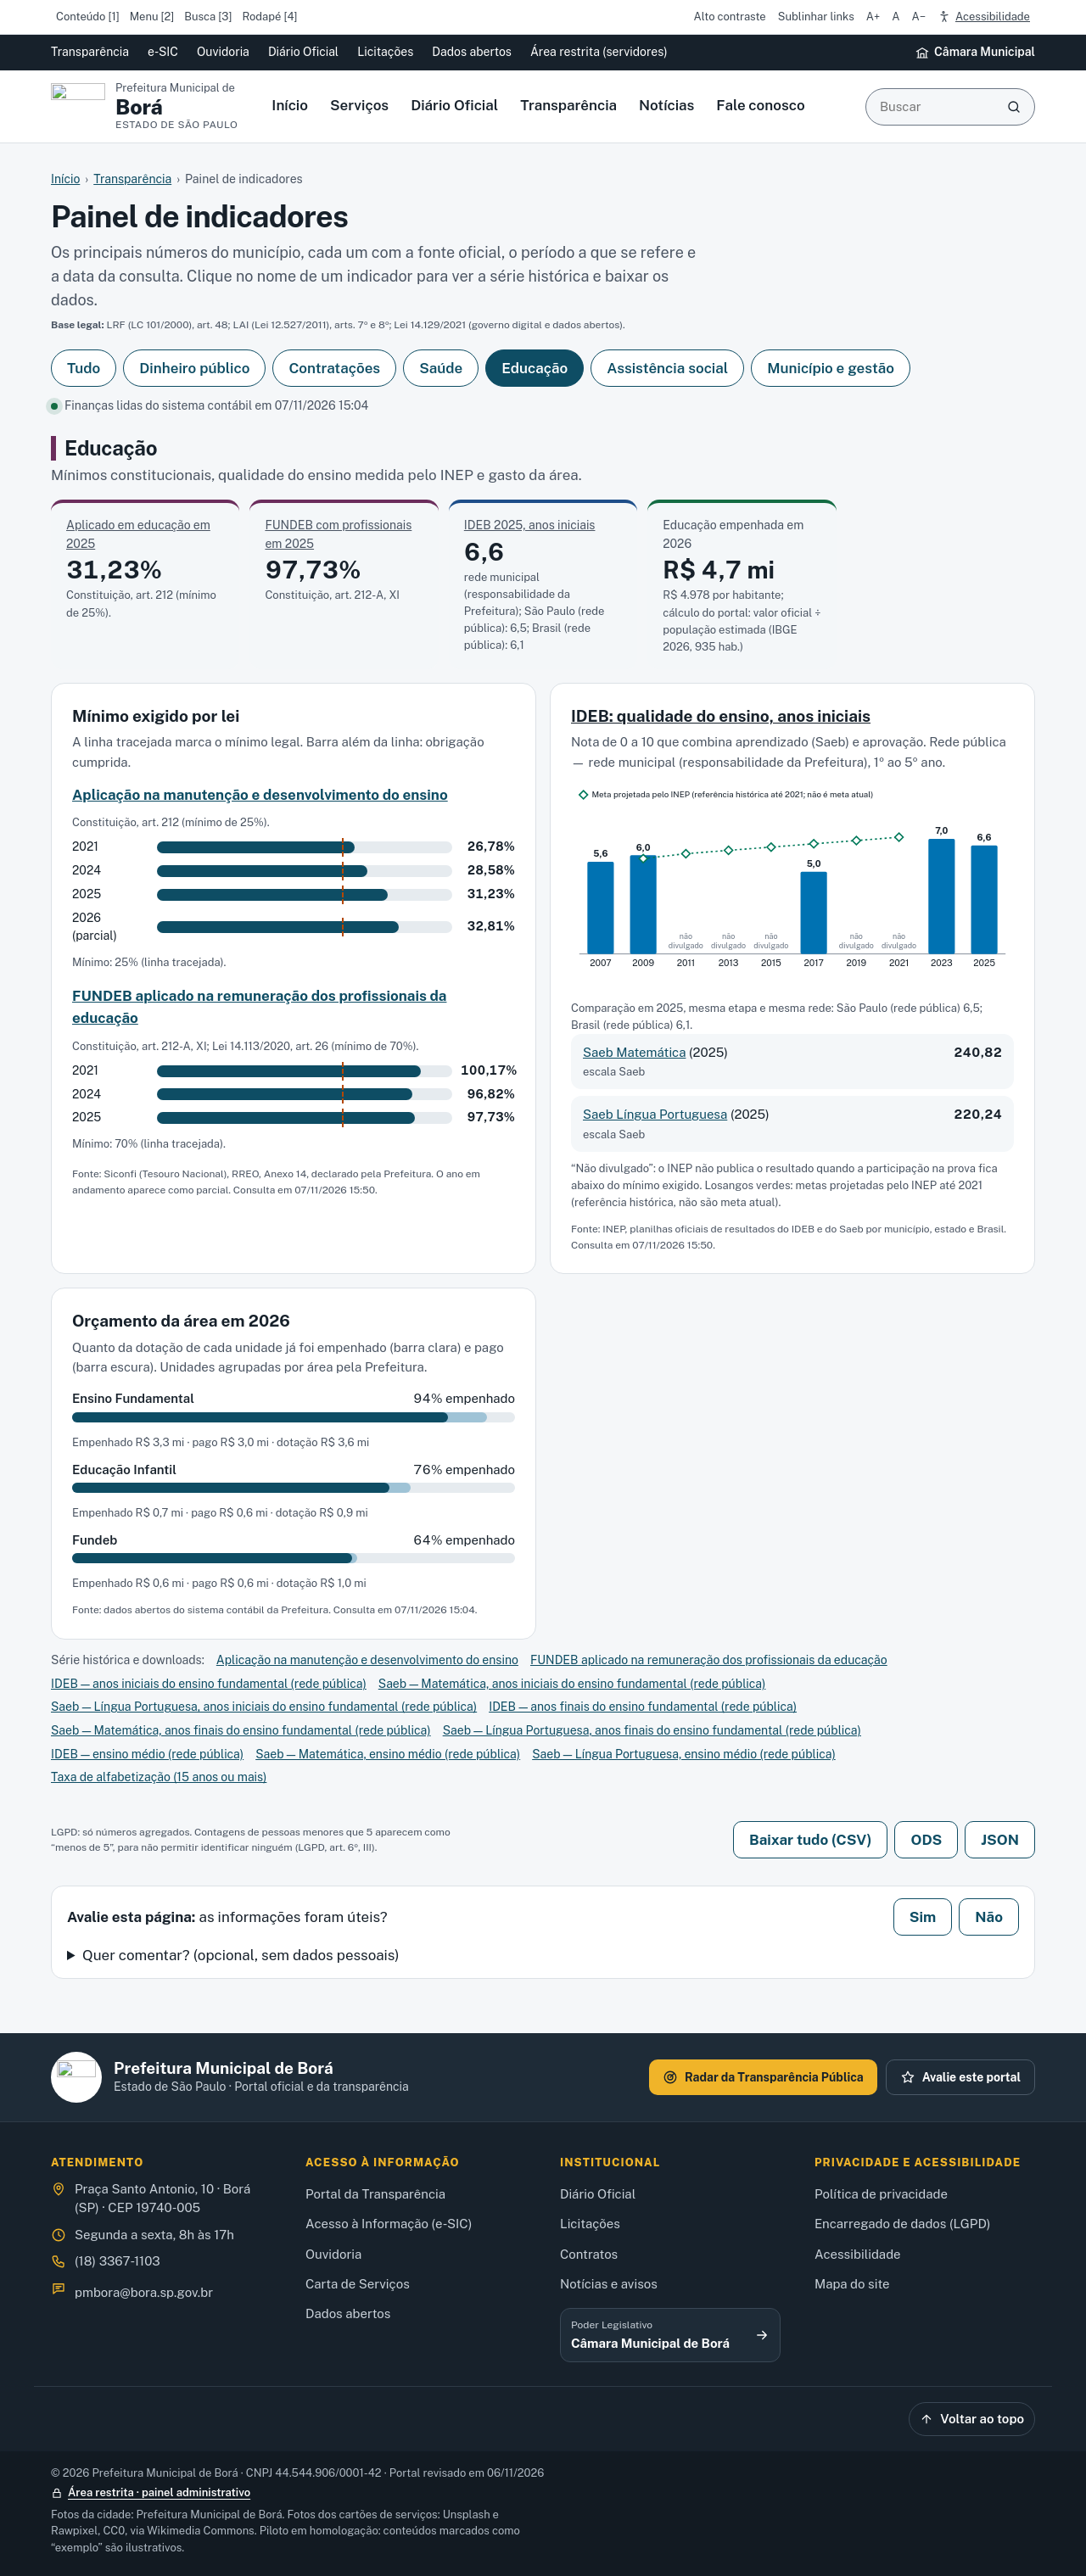 Conteúdo [1] Menu [2] Busca [3] Rodapé [4] Alto contraste Sublinhar links A+ A A− Acessibilidade
Transparência e-SIC Ouvidoria Diário Oficial Licitações Dados abertos Área restrita (servidores) Câmara Municipal
Prefeitura Municipal de
Borá
ESTADO DE SÃO PAULO
Início Serviços Diário Oficial Transparência Notícias Fale conosco Buscar
Início › Transparência › Painel de indicadores
Painel de indicadores
Os principais números do município, cada um com a fonte oficial, o período a que se refere e
a data da consulta. Clique no nome de um indicador para ver a série histórica e baixar os
dados.
Base legal: LRF (LC 101/2000), art. 48; LAI (Lei 12.527/2011), arts. 7º e 8º; Lei 14.129/2021 (governo digital e dados abertos).
Tudo Dinheiro público Contratações Saúde Educação Assistência social Município e gestão
Finanças lidas do sistema contábil em 07/11/2026 15:04
Educação
Mínimos constitucionais, qualidade do ensino medida pelo INEP e gasto da área.
Aplicado em educação em
2025
31,23%
Constituição, art. 212 (mínimo
de 25%).
FUNDEB com profissionais
em 2025
97,73%
Constituição, art. 212-A, XI
IDEB 2025, anos iniciais
6,6
rede municipal
(responsabilidade da
Prefeitura); São Paulo (rede
pública): 6,5; Brasil (rede
pública): 6,1
Educação empenhada em
2026
R$ 4,7 mi
R$ 4.978 por habitante;
cálculo do portal: valor oficial ÷
população estimada (IBGE
2026, 935 hab.)
Mínimo exigido por lei
A linha tracejada marca o mínimo legal. Barra além da linha: obrigação
cumprida.
Aplicação na manutenção e desenvolvimento do ensino
Constituição, art. 212 (mínimo de 25%).
2021 26,78%
2024 28,58%
2025 31,23%
2026
(parcial) 32,81%
Mínimo: 25% (linha tracejada).
FUNDEB aplicado na remuneração dos profissionais da
educação
Constituição, art. 212-A, XI; Lei 14.113/2020, art. 26 (mínimo de 70%).
2021 100,17%
2024 96,82%
2025 97,73%
Mínimo: 70% (linha tracejada).
Fonte: Siconfi (Tesouro Nacional), RREO, Anexo 14, declarado pela Prefeitura. O ano em
andamento aparece como parcial. Consulta em 07/11/2026 15:50.
IDEB: qualidade do ensino, anos iniciais
Nota de 0 a 10 que combina aprendizado (Saeb) e aprovação. Rede pública
— rede municipal (responsabilidade da Prefeitura), 1º ao 5º ano.
Meta projetada pelo INEP (referência histórica até 2021; não é meta atual)
5,6 6,0 5,0 7,0 6,6
não não não não não
divulgado divulgado divulgado divulgado divulgado
2007 2009 2011 2013 2015 2017 2019 2021 2023 2025
Comparação em 2025, mesma etapa e mesma rede: São Paulo (rede pública) 6,5;
Brasil (rede pública) 6,1.
Saeb Matemática (2025) 240,82
escala Saeb
Saeb Língua Portuguesa (2025) 220,24
escala Saeb
“Não divulgado”: o INEP não publica o resultado quando a participação na prova fica
abaixo do mínimo exigido. Losangos verdes: metas projetadas pelo INEP até 2021
(referência histórica, não são meta atual).
Fonte: INEP, planilhas oficiais de resultados do IDEB e do Saeb por município, estado e Brasil.
Consulta em 07/11/2026 15:50.
Orçamento da área em 2026
Quanto da dotação de cada unidade já foi empenhado (barra clara) e pago
(barra escura). Unidades agrupadas por área pela Prefeitura.
Ensino Fundamental 94% empenhado
Empenhado R$ 3,3 mi · pago R$ 3,0 mi · dotação R$ 3,6 mi
Educação Infantil 76% empenhado
Empenhado R$ 0,7 mi · pago R$ 0,6 mi · dotação R$ 0,9 mi
Fundeb 64% empenhado
Empenhado R$ 0,6 mi · pago R$ 0,6 mi · dotação R$ 1,0 mi
Fonte: dados abertos do sistema contábil da Prefeitura. Consulta em 07/11/2026 15:04.
Série histórica e downloads: Aplicação na manutenção e desenvolvimento do ensino FUNDEB aplicado na remuneração dos profissionais da educação
IDEB — anos iniciais do ensino fundamental (rede pública) Saeb — Matemática, anos iniciais do ensino fundamental (rede pública)
Saeb — Língua Portuguesa, anos iniciais do ensino fundamental (rede pública) IDEB — anos finais do ensino fundamental (rede pública)
Saeb — Matemática, anos finais do ensino fundamental (rede pública) Saeb — Língua Portuguesa, anos finais do ensino fundamental (rede pública)
IDEB — ensino médio (rede pública) Saeb — Matemática, ensino médio (rede pública) Saeb — Língua Portuguesa, ensino médio (rede pública)
Taxa de alfabetização (15 anos ou mais)
LGPD: só números agregados. Contagens de pessoas menores que 5 aparecem como
“menos de 5”, para não permitir identificar ninguém (LGPD, art. 6º, III).
Baixar tudo (CSV) ODS JSON
Avalie esta página: as informações foram úteis? Sim Não
Quer comentar? (opcional, sem dados pessoais)
Prefeitura Municipal de Borá
Estado de São Paulo · Portal oficial e da transparência
Radar da Transparência Pública Avalie este portal
ATENDIMENTO
Praça Santo Antonio, 10 · Borá
(SP) · CEP 19740-005
Segunda a sexta, 8h às 17h
(18) 3367-1103
pmbora@bora.sp.gov.br
ACESSO À INFORMAÇÃO
Portal da Transparência
Acesso à Informação (e-SIC)
Ouvidoria
Carta de Serviços
Dados abertos
INSTITUCIONAL
Diário Oficial
Licitações
Contratos
Notícias e avisos
Poder Legislativo
Câmara Municipal de Borá
PRIVACIDADE E ACESSIBILIDADE
Política de privacidade
Encarregado de dados (LGPD)
Acessibilidade
Mapa do site
Voltar ao topo
© 2026 Prefeitura Municipal de Borá · CNPJ 44.544.906/0001-42 · Portal revisado em 06/11/2026
Área restrita · painel administrativo
Fotos da cidade: Prefeitura Municipal de Borá. Fotos dos cartões de serviços: Unsplash e
Rawpixel, CC0, via Wikimedia Commons. Piloto em homologação: conteúdos marcados como
“exemplo” são ilustrativos.